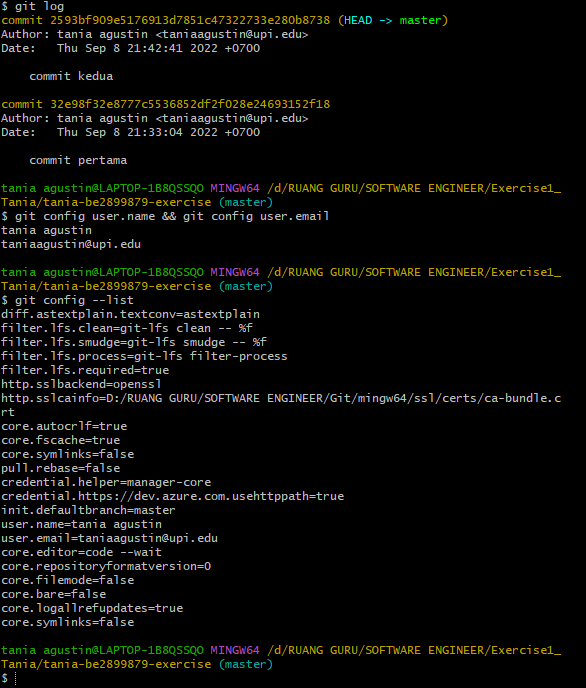 $ git log
commit 2593bf909e5176913d7851c47322733e280b8738 (HEAD -> master)
Author: tania agustin <taniaagustin@upi.edu>
Date:   Thu Sep 8 21:42:41 2022 +0700

    commit kedua

commit 32e98f32e8777c5536852df2f028e24693152f18
Author: tania agustin <taniaagustin@upi.edu>
Date:   Thu Sep 8 21:33:04 2022 +0700

    commit pertama

tania agustin@LAPTOP-1B8QSSQO MINGW64 /d/RUANG GURU/SOFTWARE ENGINEER/Exercise1_
Tania/tania-be2899879-exercise (master)
$ git config user.name && git config user.email
tania agustin
taniaagustin@upi.edu

tania agustin@LAPTOP-1B8QSSQO MINGW64 /d/RUANG GURU/SOFTWARE ENGINEER/Exercise1_
Tania/tania-be2899879-exercise (master)
$ git config --list
diff.astextplain.textconv=astextplain
filter.lfs.clean=git-lfs clean -- %f
filter.lfs.smudge=git-lfs smudge -- %f
filter.lfs.process=git-lfs filter-process
filter.lfs.required=true
http.sslbackend=openssl
http.sslcainfo=D:/RUANG GURU/SOFTWARE ENGINEER/Git/mingw64/ssl/certs/ca-bundle.c
rt
core.autocrlf=true
core.fscache=true
core.symlinks=false
pull.rebase=false
credential.helper=manager-core
credential.https://dev.azure.com.usehttppath=true
init.defaultbranch=master
user.name=tania agustin
user.email=taniaagustin@upi.edu
core.editor=code --wait
core.repositoryformatversion=0
core.filemode=false
core.bare=false
core.logallrefupdates=true
core.symlinks=false

tania agustin@LAPTOP-1B8QSSQO MINGW64 /d/RUANG GURU/SOFTWARE ENGINEER/Exercise1_
Tania/tania-be2899879-exercise (master)
$